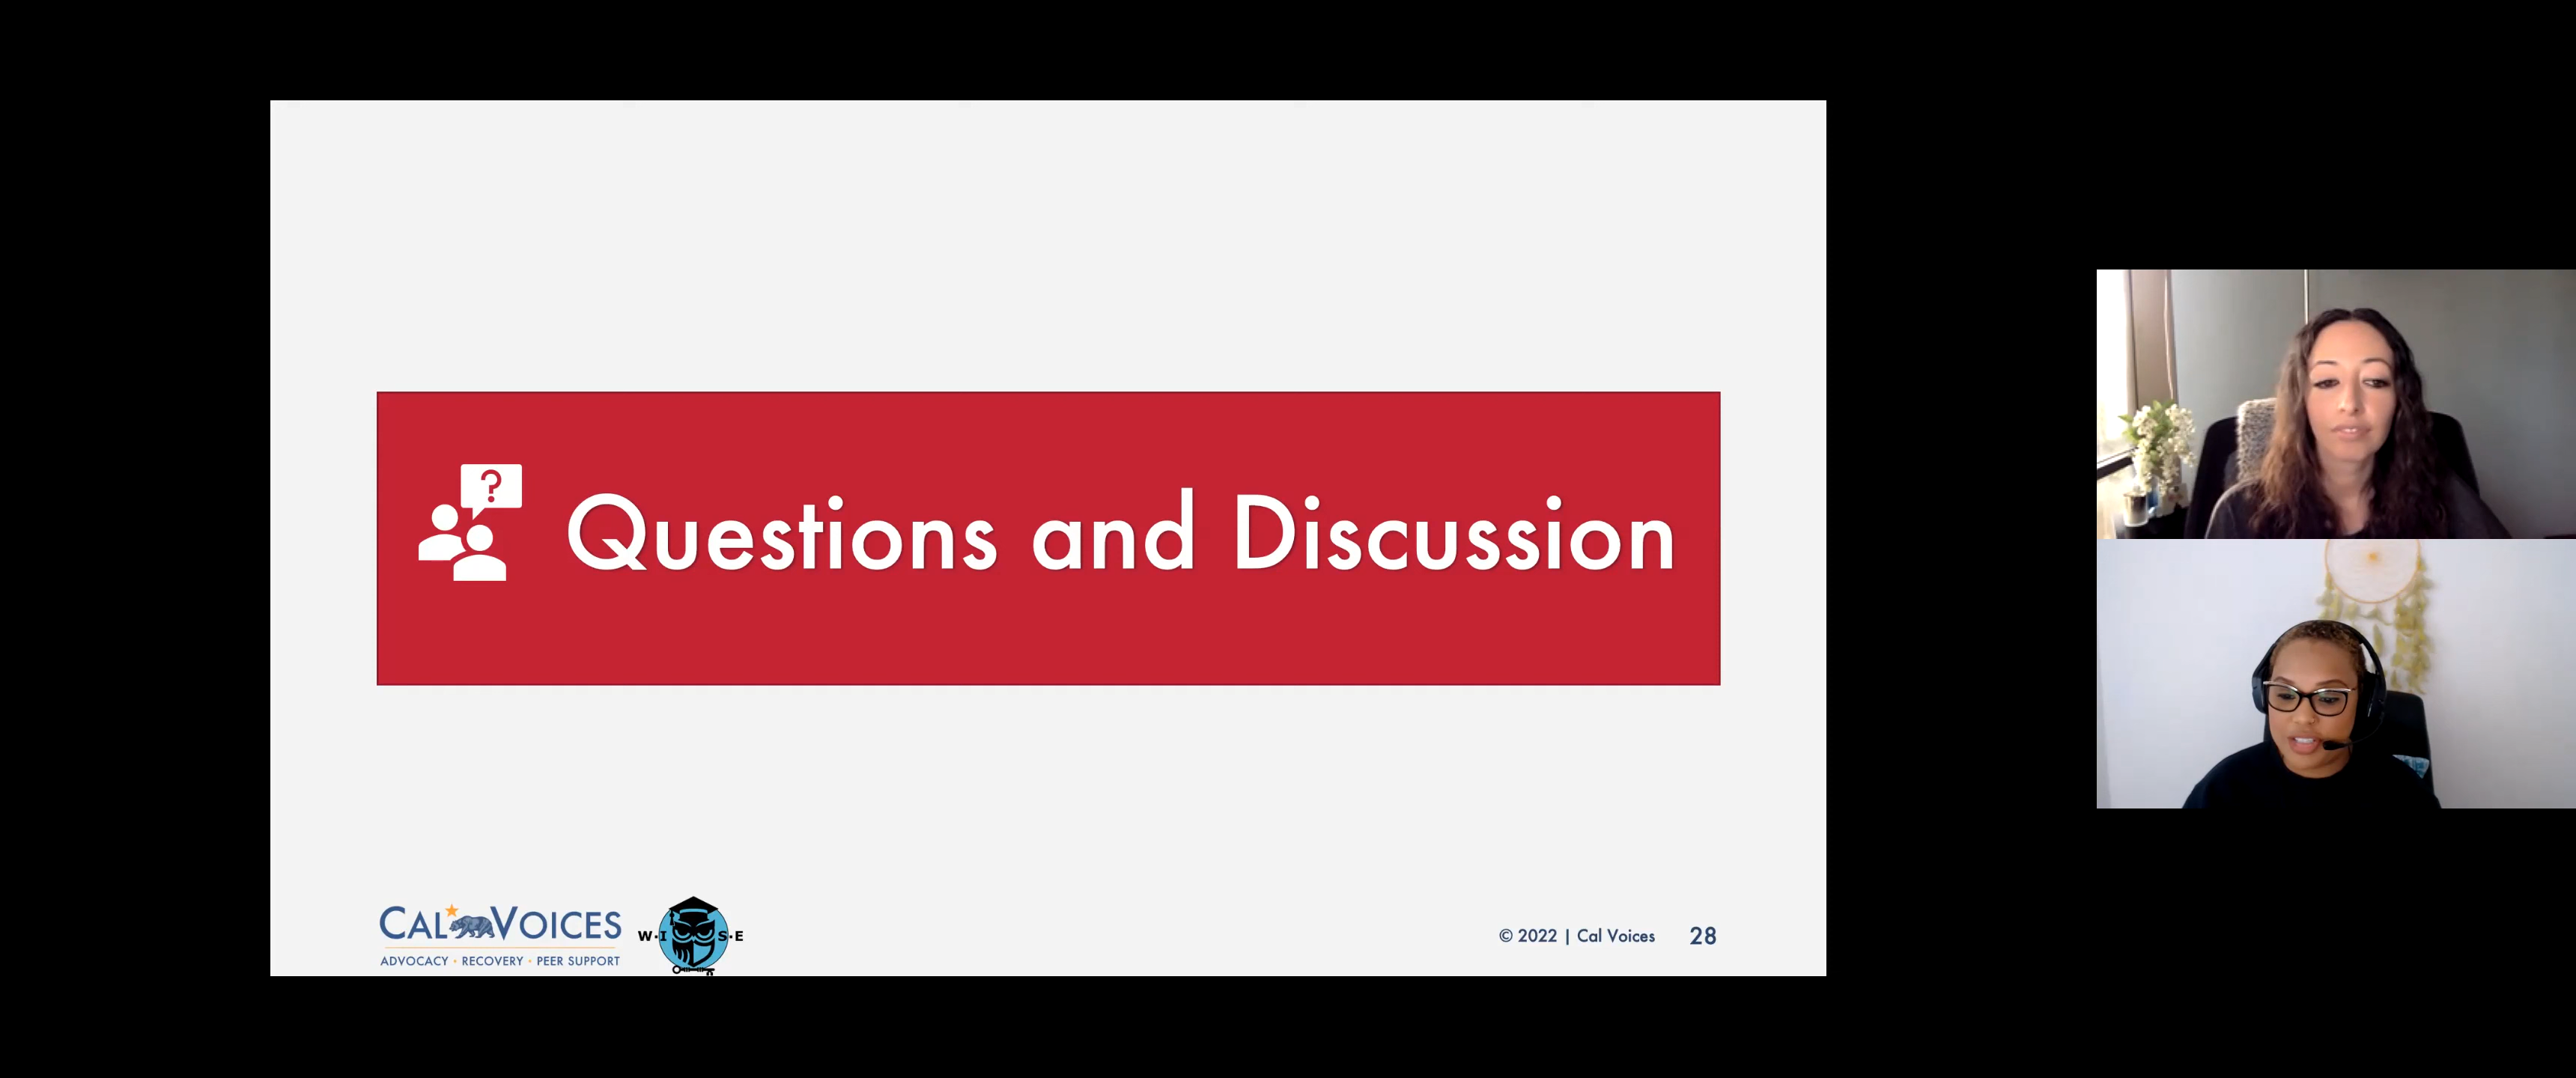 ?
Questions and Discussion
CAL VOICES
ADVOCACY • RECOVERY • PEER SUPPORT
W•I S•E
© 2022 | Cal Voices 28